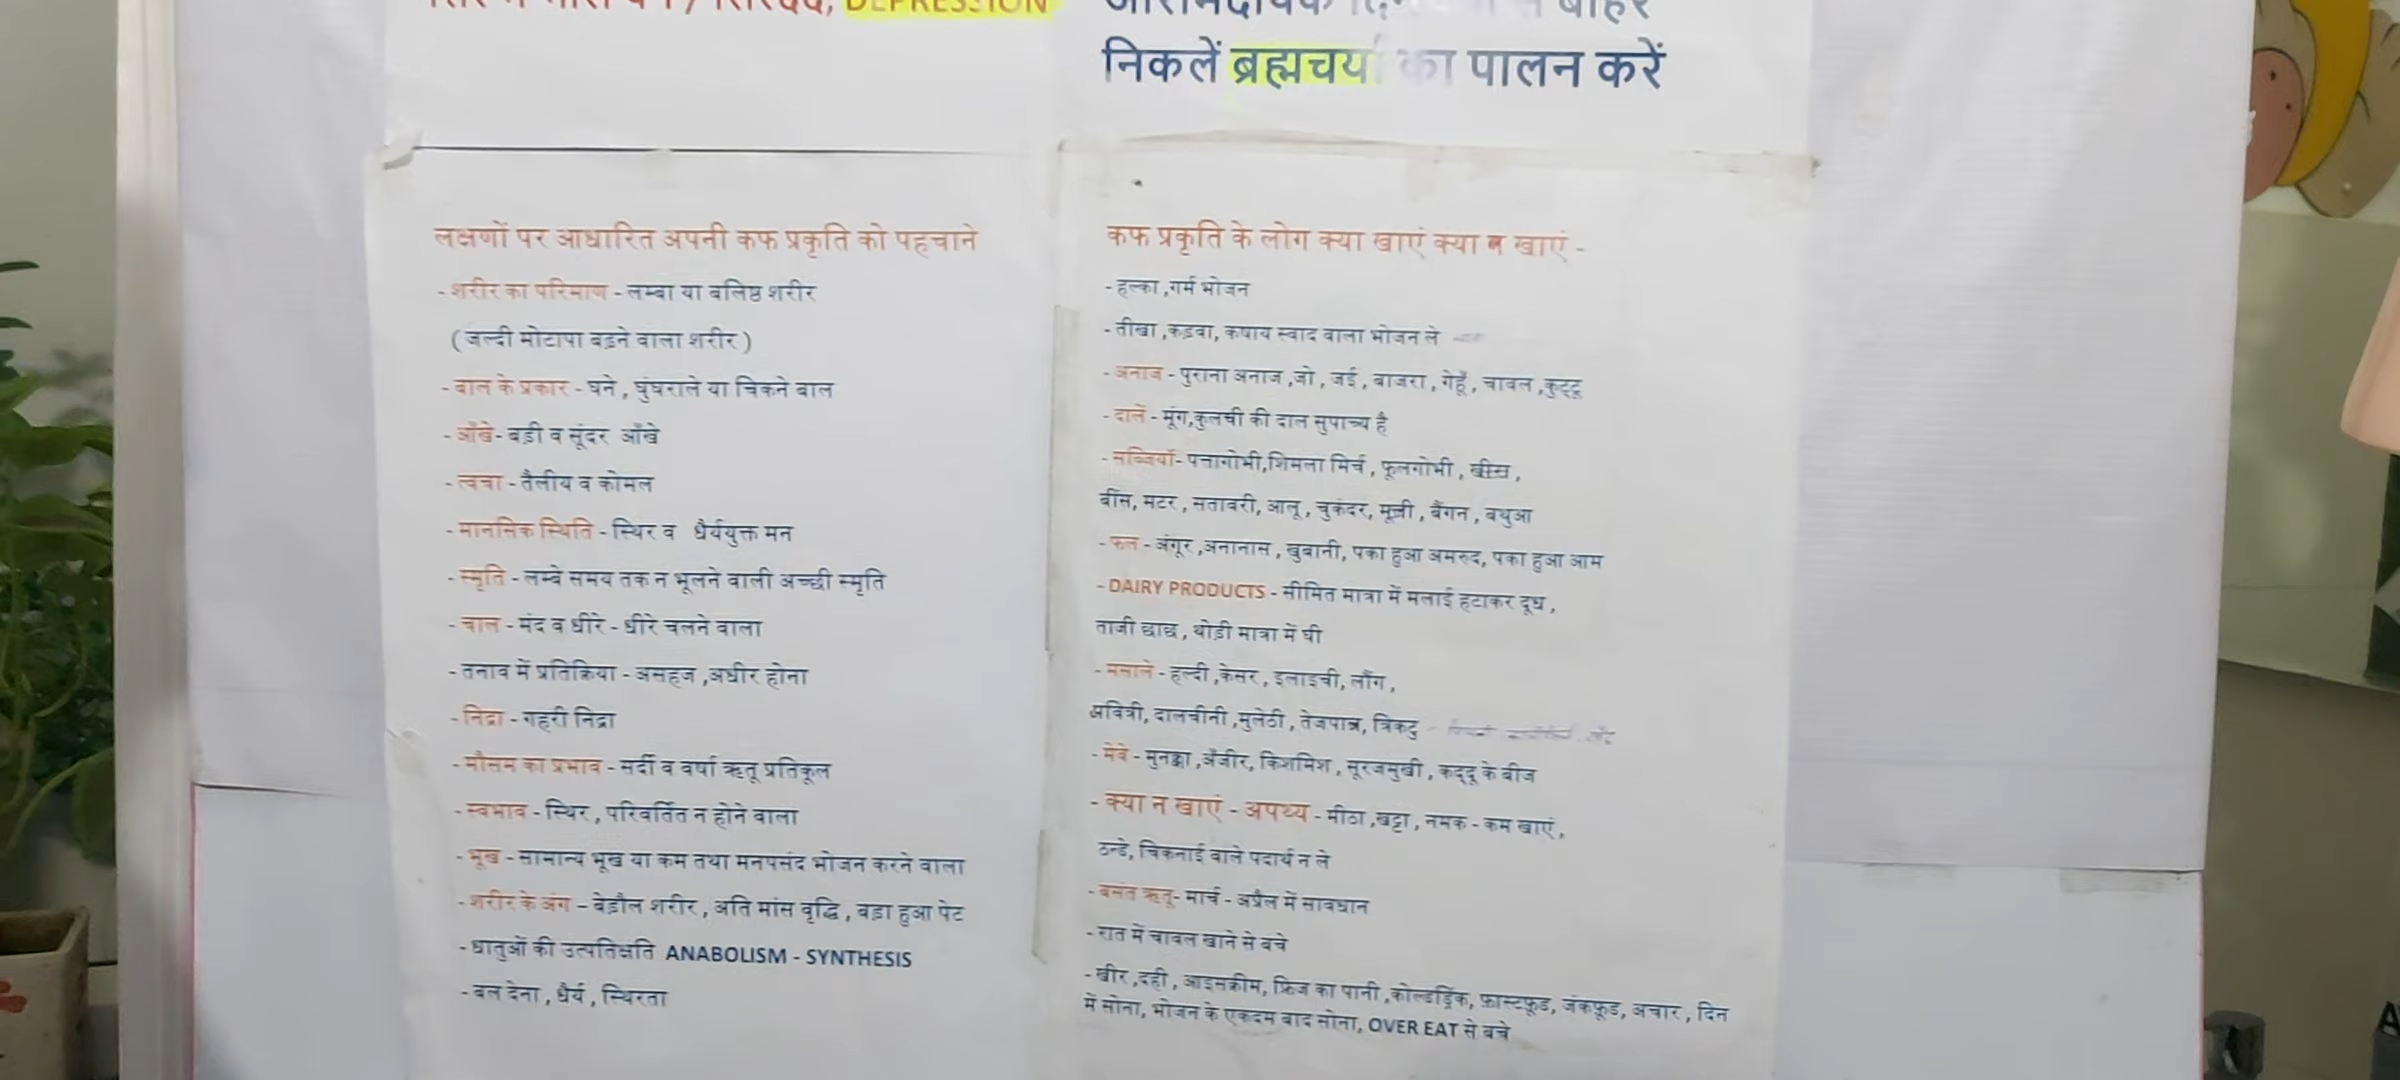 DEPRESSION
बाहर
निकलें ब्रह्मचर्य का पालन करें
लक्षणों पर आधारित अपनी कफ प्रकृति को पहचाने
- शरीर का परिमाण - लम्बा या बलिष्ठ शरीर
( जल्दी मोटापा बड़ने वाला शरीर )
- बाल के प्रकार - घने , घुंघराले या चिकने बाल
- आँखे- बड़ी व सूंदर आँखे
- त्वचा - तैलीय व कोमल
- मानसिक स्थिति - स्थिर व धैर्ययुक्त मन
- स्मृति - लम्बे समय तक न भूलने वाली अच्छी स्मृति
- चाल - मंद व धीरे - धीरे चलने वाला
- तनाव में प्रतिक्रिया - असहज ,अधीर होना
- निद्रा - गहरी निद्रा
- मौसम का प्रभाव - सर्दी व वर्षा ऋतू प्रतिकूल
- स्वभाव - स्थिर , परिवर्तित न होने वाला
- भूख - सामान्य भूख या कम तथा मनपसंद भोजन करने वाला
- शरीर के अंग – बेडौल शरीर , अति मांस वृद्धि , बड़ा हुआ पेट
- धातुओं की ANABOLISM - SYNTHESIS
- बल देना , धैर्य , स्थिरता
कफ प्रकृति के लोग क्या खाएं क्या न खाएं -
- हल्का ,गर्म भोजन
- तीखा ,कड़वा, कषाय स्वाद वाला भोजन ले
- अनाज - पुराना अनाज ,जो , जई , बाजरा , गेहूँ , चावल ,कुट्टू
- दालें - मूंग,कुलथी की दाल सुपाच्य है
- सब्जियाँ- पत्तागोभी,शिमला मिर्च , फूलगोभी ,
बींस, मटर , सतावरी, आलू , चुकंदर, मूली , बैंगन , बथुआ
- फल - अंगूर ,अनानास , खुबानी, पका हुआ अमरुद, पका हुआ आम
- DAIRY PRODUCTS - सीमित मात्रा में मलाई हटाकर दूध ,
ताजी छाछ , थोड़ी मात्रा में घी
- मसाले - हल्दी ,केसर , इलाइची, लौंग ,
दालचीनी ,मुलेठी , तेजपात्र, त्रिकटु
- मेवे - मुनक्का ,अँजीर, किशमिश , सूरजमुखी , कद्दू के बीज
- क्या न खाएं - अपथ्य - मीठा ,खट्टा , नमक - कम खाएं ,
ठन्डे, चिकनाई वाले पदार्थ न ले
- बसंत ऋतू- मार्च - अप्रैल में सावधान
- रात में चावल खाने से बचे
- खीर ,दही , आइसक्रीम, फ्रिज का पानी ,कोल्डड्रिंक, फ़ास्टफ़ूड, जंकफ़ूड, अचार , दिन
में सोना, भोजन के एकदम बाद सोना, OVER EAT से बचे